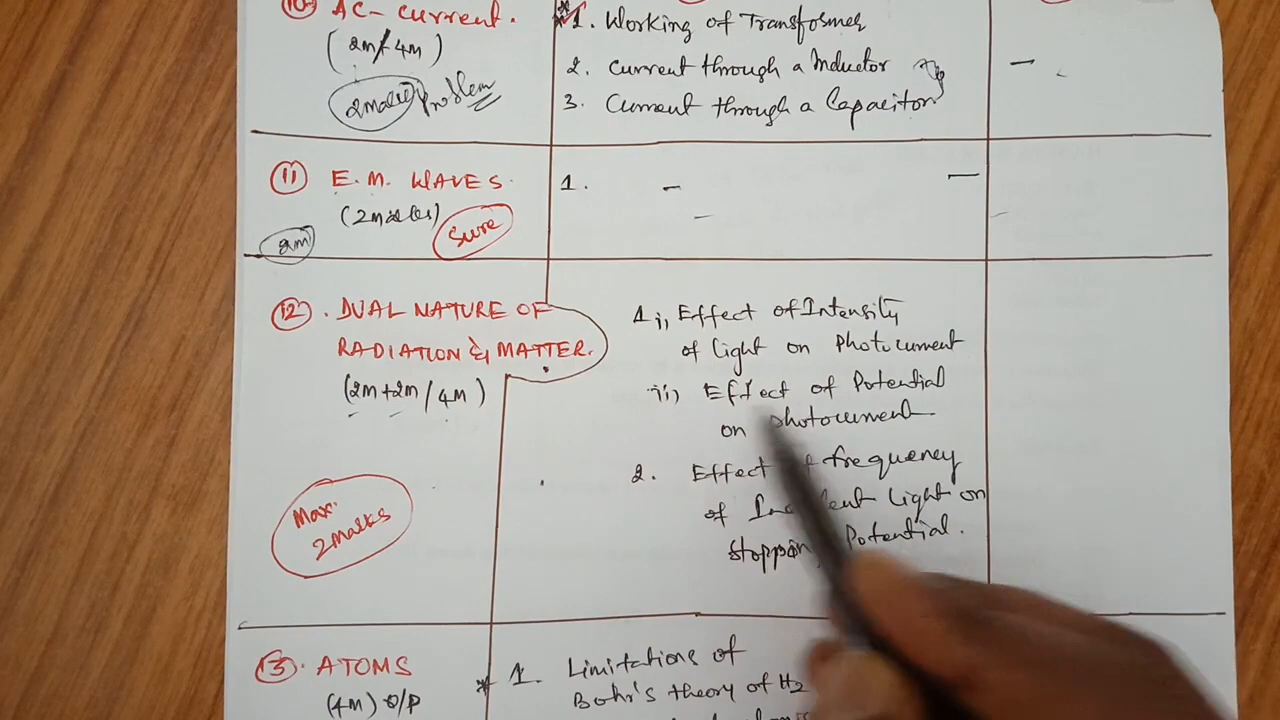 10 AC-Current.
(2M/4M)
2marks problem
1. Working of Transformer
2. Current through a Inductor
3. Current through a Capacitor
11 E.M. WAVES.
(2Marks) Sure
2m
1. -
12. DUAL NATURE OF
RADIATION & MATTER.
(2M+2M/4M)
Max.
2Marks
1 i, Effect of Intensity
of light on Photocurrent
ii) Effect of Potential
on photocurrent
2. Effect of frequency
of light on
Potential.
ATOMS
(4M) O/P
* 1. Limitations of
Bohr's theory of H2